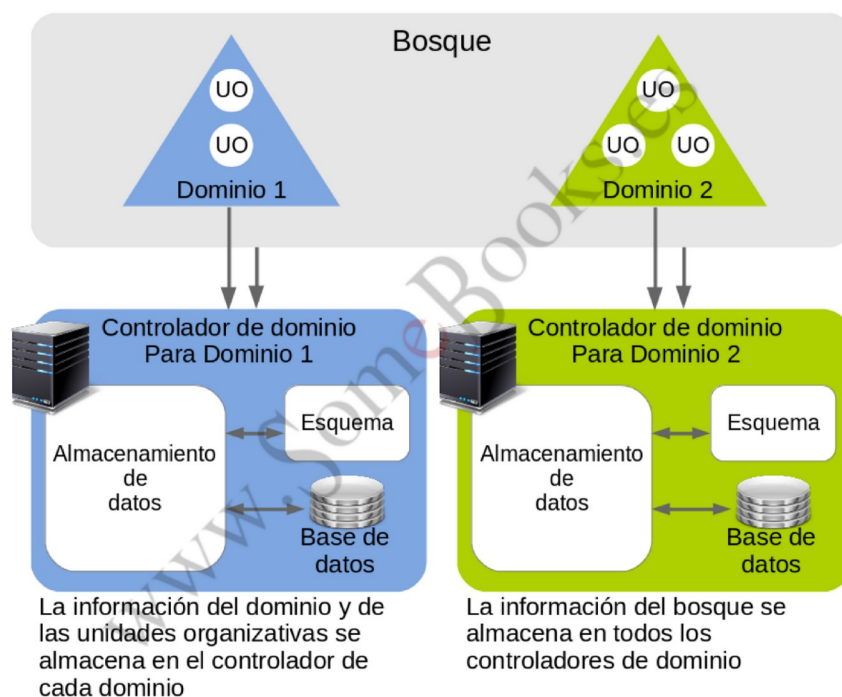 Bosque
UO
UO
Dominio 1
UO
UO
UO
Dominio 2
Controlador de dominio
Para Dominio 1
Almacenamiento
de
datos
Esquema
Base de
datos
Controlador de dominio
Para Dominio 2
Almacenamiento
de
datos
Esquema
Base de
datos
La información del dominio y de
las unidades organizativas se
almacena en el controlador de
cada dominio
La información del bosque se
almacena en todos los
controladores de dominio
www.SomeBooks.es